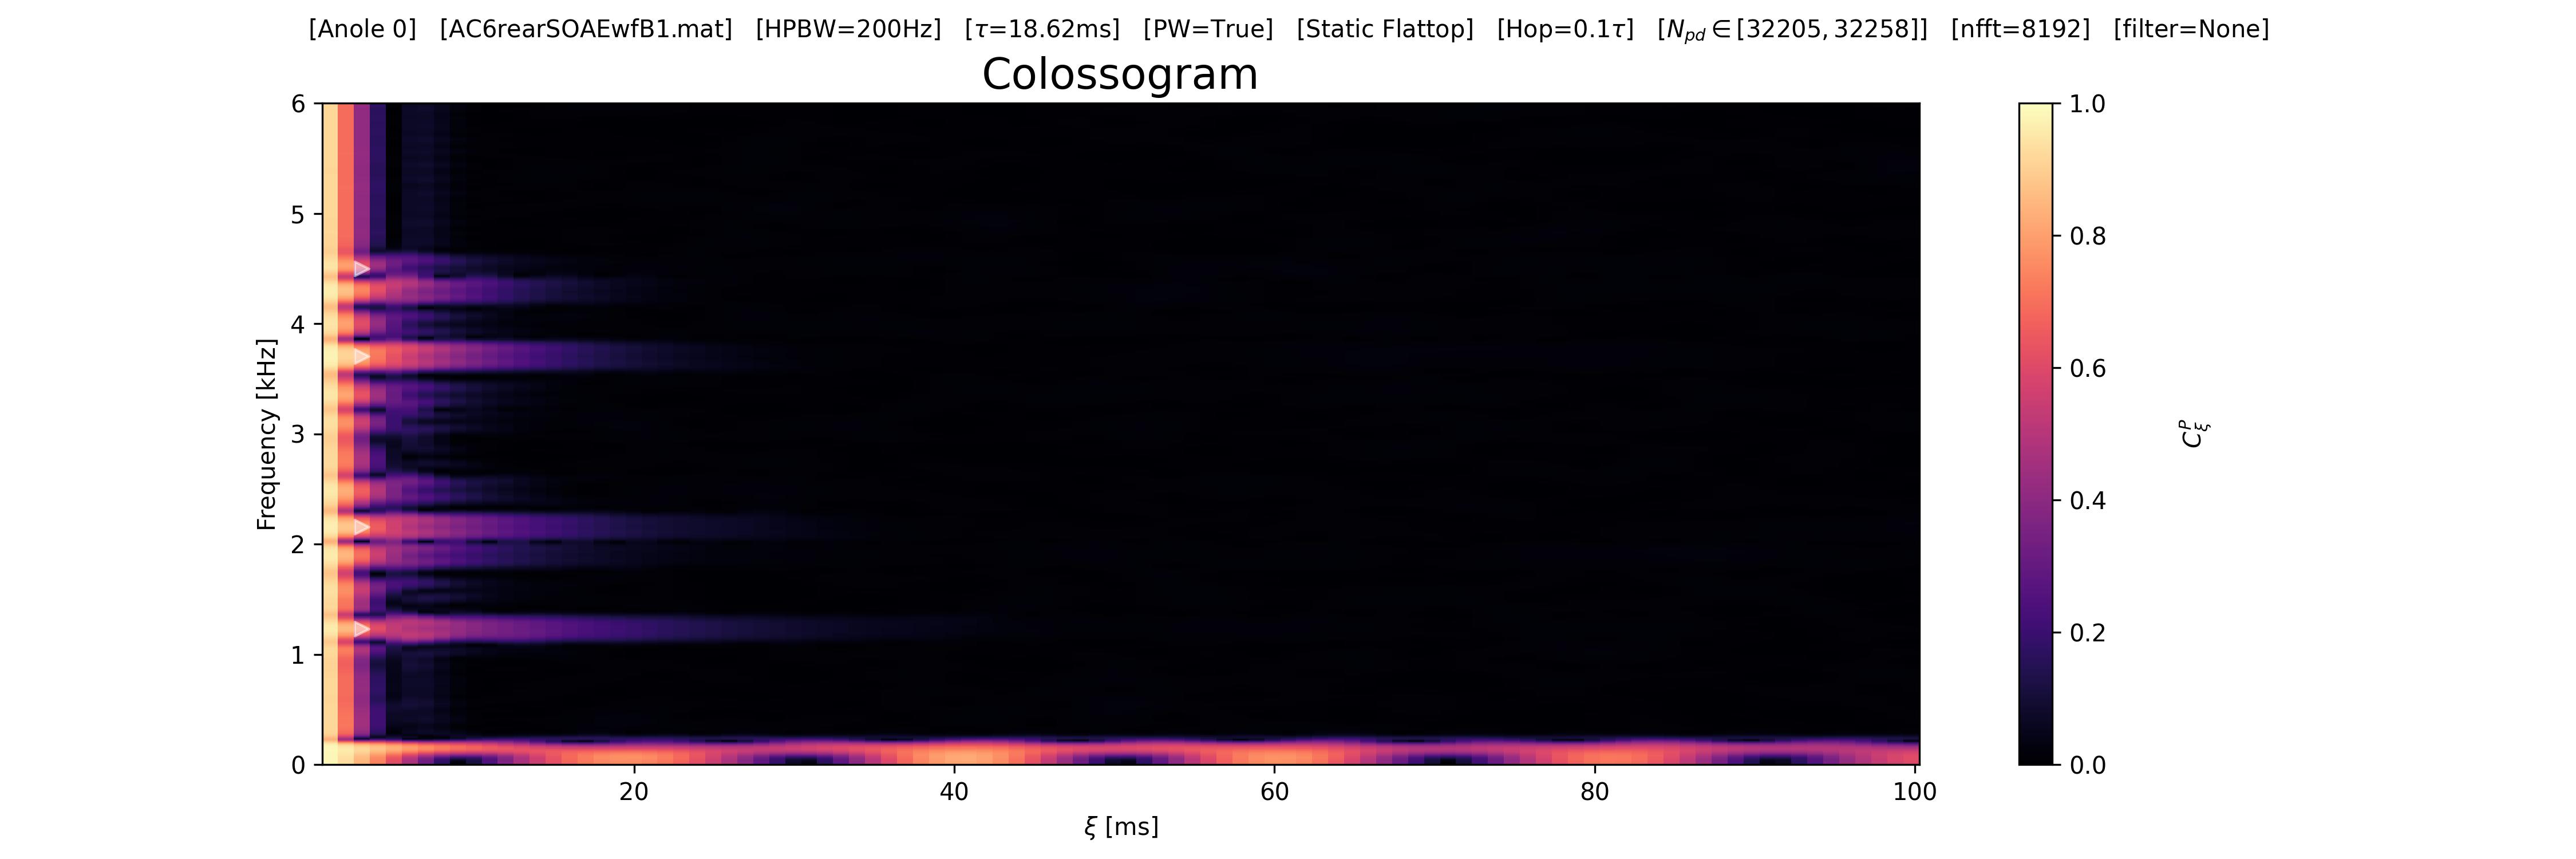 [Anole 0] [AC6rearSOAEwfB1.mat] [HPBW=200Hz] [τ=18.62ms] [PW=True] [Static Flattop] [Hop=0.1τ] [N_pd ∈ [32205, 32258]] [nfft=8192] [filter=None]
Colossogram
6
5
4
3
2
1
0
Frequency [kHz]
20 40 60 80 100
ξ [ms]
1.0
0.8
0.6
0.4
0.2
0.0
C_ξ^P